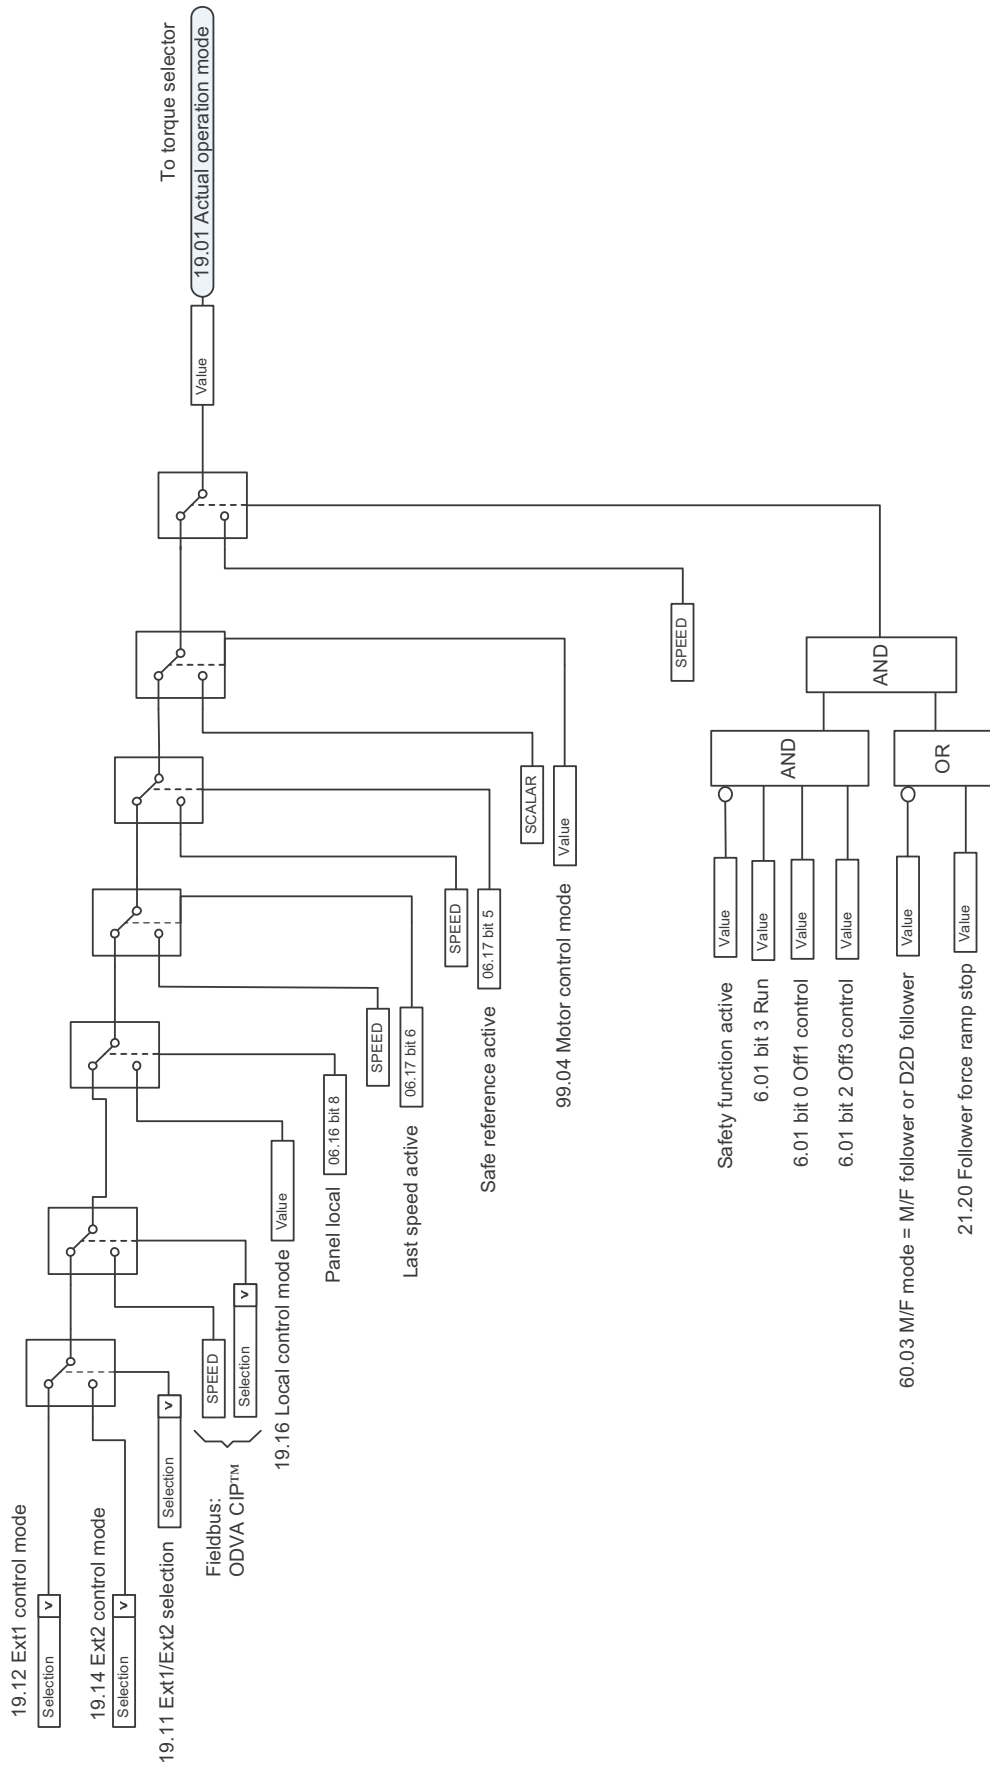 19.12 Ext1 control mode
Selection
v
19.14 Ext2 control mode
Selection
v
19.11 Ext1/Ext2 selection
Selection
v
Fieldbus:
ODVA CIP™
SPEED
Selection
v
19.16 Local control mode
Value
Panel local
06.16 bit 8
SPEED
Last speed active
06.17 bit 6
SPEED
Safe reference active
06.17 bit 5
SCALAR
99.04 Motor control mode
Value
SPEED
To torque selector
Value
19.01 Actual operation mode
Safety function active
Value
6.01 bit 3 Run
Value
6.01 bit 0 Off1 control
Value
6.01 bit 2 Off3 control
Value
AND
60.03 M/F mode = M/F follower or D2D follower
Value
21.20 Follower force ramp stop
Value
OR
AND